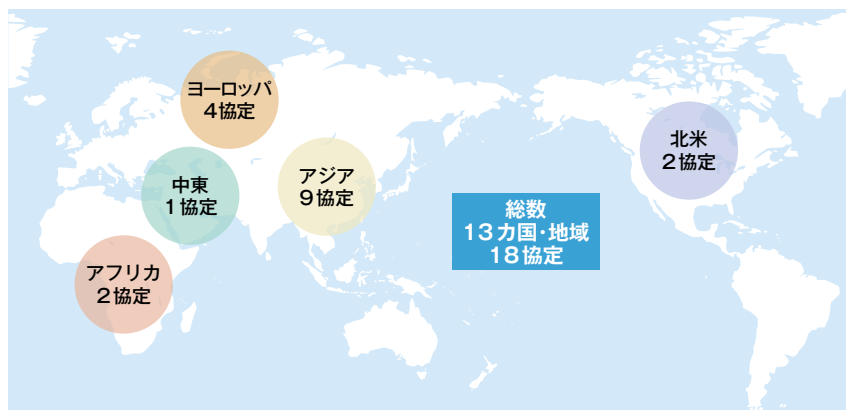 ヨーロッパ
4協定
中東
1協定
アジア
9協定
アフリカ
2協定
北米
2協定
総数
13カ国・地域
18協定